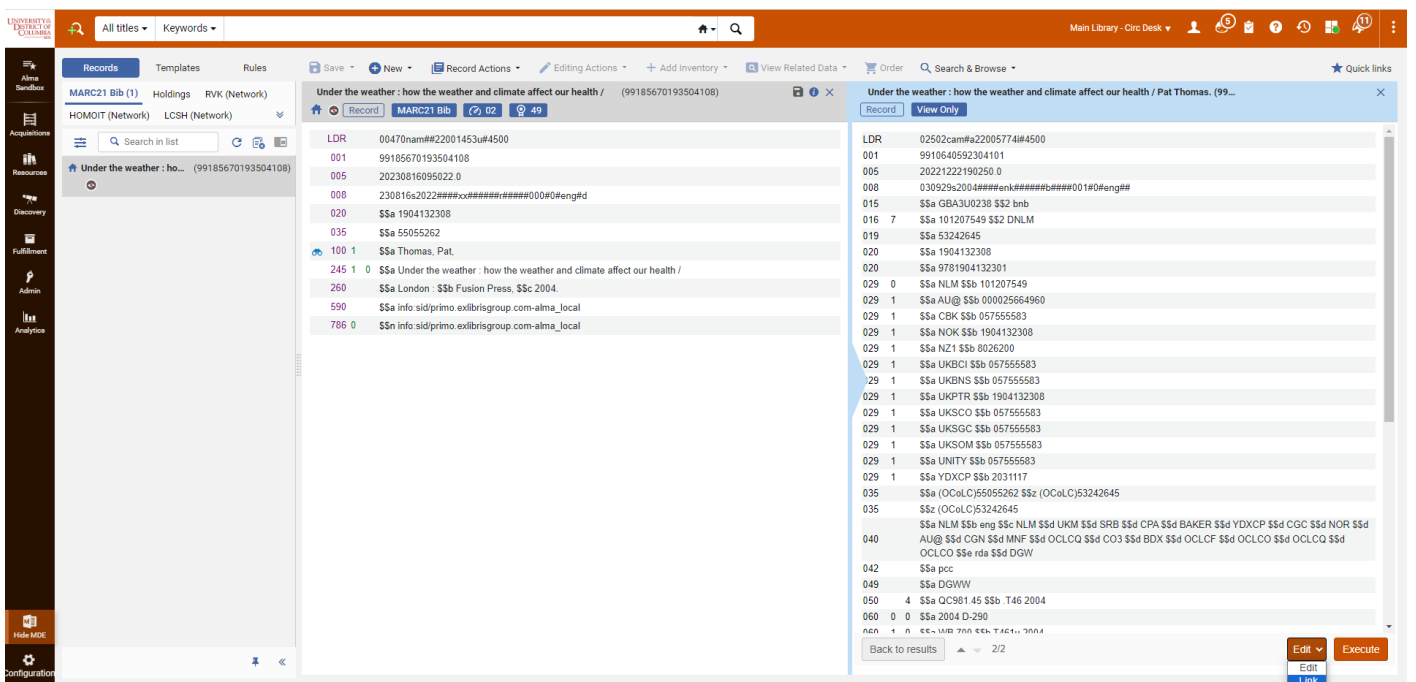 UNIVERSITY OF THE
DISTRICT OF
COLUMBIA
All titles
Keywords
Main Library - Circ Desk
5
11
Alma
Sandbox
Acquisitions
Resources
Discovery
Fulfillment
Admin
Analytics
Hide MDE
Configuration
Records Templates Rules
MARC21 Bib (1) Holdings RVK (Network)
HOMOIT (Network) LCSH (Network)
Search in list
Under the weather : ho... (99185670193504108)
Save New Record Actions Editing Actions + Add Inventory View Related Data Order Search & Browse Quick links
Under the weather : how the weather and climate affect our health / (99185670193504108)
Record MARC21 Bib 02 49
LDR 00470nam##22001453u#4500
001 99185670193504108
005 20230816095022.0
008 230816s2022####xx######r#####000#0#eng#d
020 $$a 1904132308
035 $$a 55055262
100 1 $$a Thomas, Pat,
245 1 0 $$a Under the weather : how the weather and climate affect our health /
260 $$a London : $$b Fusion Press, $$c 2004.
590 $$a info:sid/primo.exlibrisgroup.com-alma_local
786 0 $$n info:sid/primo.exlibrisgroup.com-alma_local
Under the weather : how the weather and climate affect our health / Pat Thomas. (99...
Record View Only
LDR 02502cam#a22005774i#4500
001 9910640592304101
005 20221222190250.0
008 030929s2004####enk######b####001#0#eng##
015 $$a GBA3U0238 $$2 bnb
016 7 $$a 101207549 $$2 DNLM
019 $$a 53242645
020 $$a 1904132308
020 $$a 9781904132301
029 0 $$a NLM $$b 101207549
029 1 $$a AU@ $$b 000025664960
029 1 $$a CBK $$b 057555583
029 1 $$a NOK $$b 1904132308
029 1 $$a NZ1 $$b 8026200
029 1 $$a UKBCI $$b 057555583
029 1 $$a UKBNS $$b 057555583
029 1 $$a UKPTR $$b 1904132308
029 1 $$a UKSCO $$b 057555583
029 1 $$a UKSGC $$b 057555583
029 1 $$a UKSOM $$b 057555583
029 1 $$a UNITY $$b 057555583
029 1 $$a YDXCP $$b 2031117
035 $$a (OCoLC)55055262 $$z (OCoLC)53242645
035 $$z (OCoLC)53242645
040 $$a NLM $$b eng $$c NLM $$d UKM $$d SRB $$d CPA $$d BAKER $$d YDXCP $$d CGC $$d NOR $$d
AU@ $$d CGN $$d MNF $$d OCLCQ $$d CO3 $$d BDX $$d OCLCF $$d OCLCO $$d OCLCQ $$d
OCLCO $$e rda $$d DGW
042 $$a pcc
049 $$a DGWW
050 4 $$a QC981.45 $$b .T46 2004
060 0 0 $$a 2004 D-290
060 1 0 $$a WB 700 $$b T461u 2004
Back to results 2/2 Edit Execute
Edit
Link